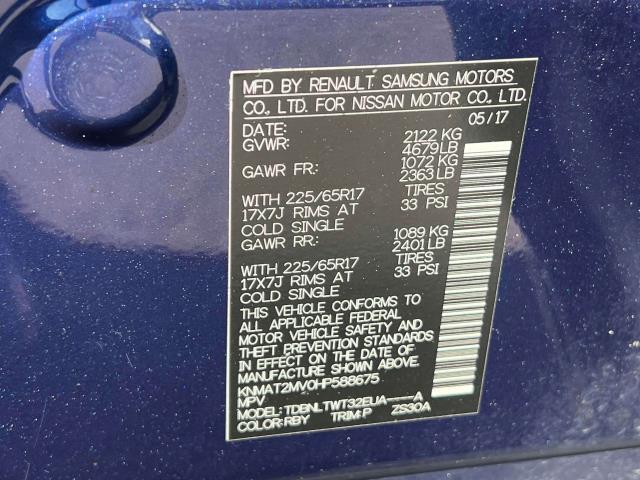 MFD BY RENAULT SAMSUNG MOTORS
CO., LTD. FOR NISSAN MOTOR CO., LTD.
DATE: 05/17
GVWR: 2122 KG
4679 LB
GAWR FR: 1072 KG
2363 LB
WITH 225/65R17 TIRES
17X7J RIMS AT 33 PSI
COLD SINGLE
GAWR RR: 1089 KG
2401 LB
WITH 225/65R17 TIRES
17X7J RIMS AT 33 PSI
COLD SINGLE
THIS VEHICLE CONFORMS TO
ALL APPLICABLE FEDERAL
MOTOR VEHICLE SAFETY AND
THEFT PREVENTION STANDARDS
IN EFFECT ON THE DATE OF
MANUFACTURE SHOWN ABOVE.
KNMAT2MV0HP588675
MPV
MODEL: TDBNLTWT32EUA-----A
COLOR: RBY TRIM: P ZS30A